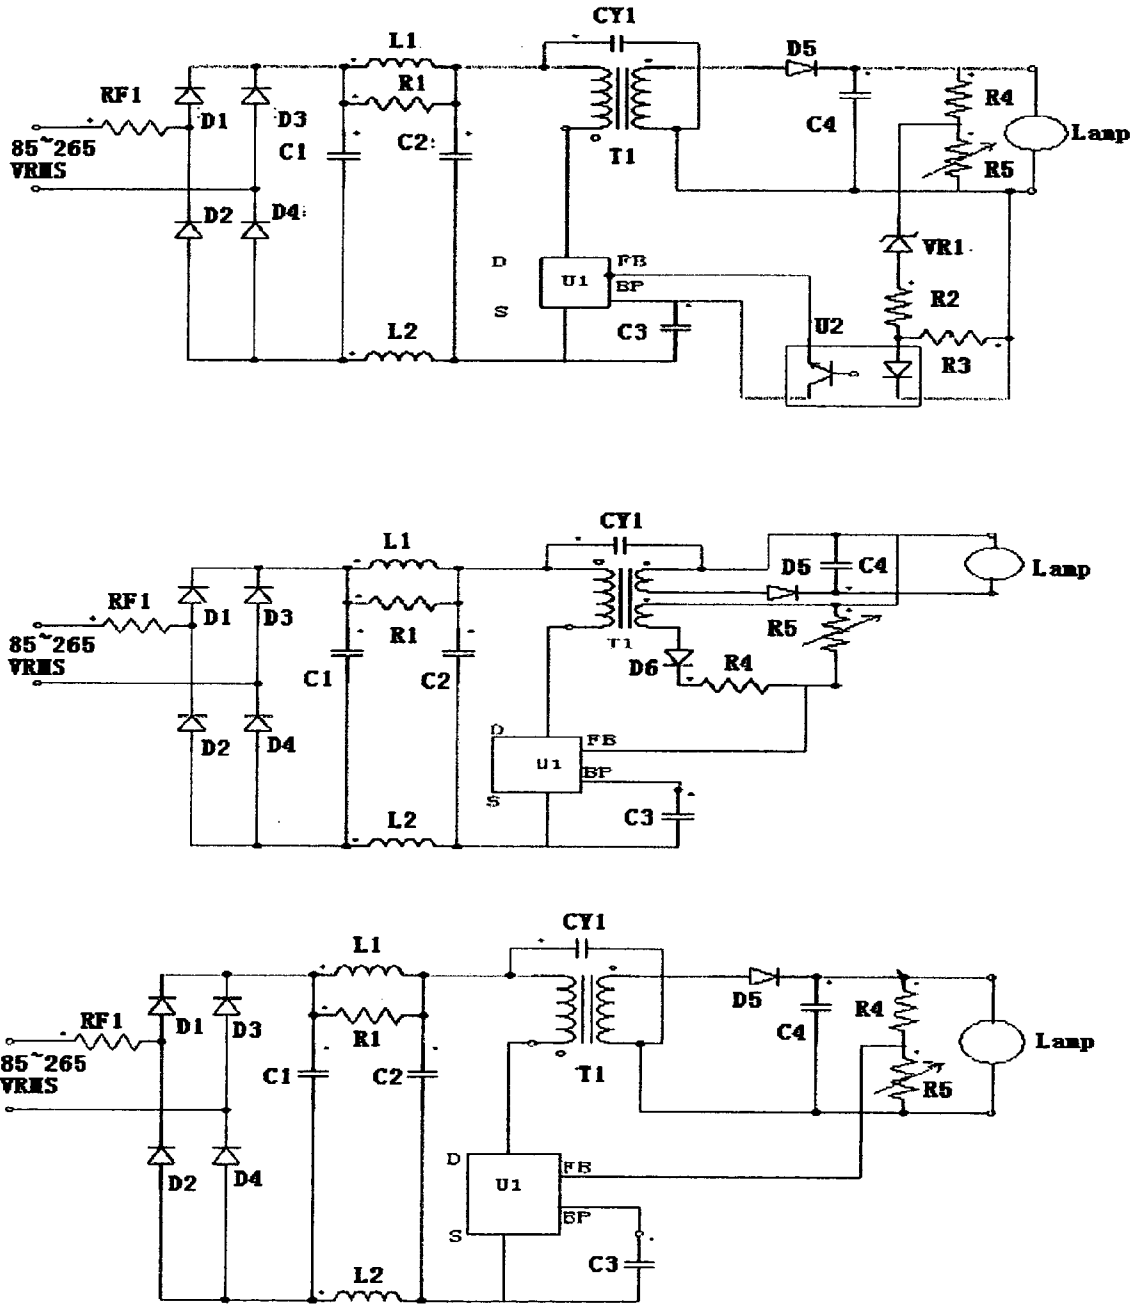 CY1
L1
D5
RF1
R1
R4
D1
D3
C4
Lamp
85~265
VRMS
C1
C2
T1
R5
D2
D4
VR1
D
FB
U1
BP
R2
S
C3
U2
L2
R3
CY1
L1
D5
C4
Lamp
RF1
D1
D3
R1
R5
85~265
VRMS
T1
D6
R4
C1
C2
D2
D4
D
FB
U1
BP
S
C3
L2
CY1
L1
D5
R4
RF1
D1
D3
R1
C4
Lamp
85~265
VRMS
C1
C2
T1
R5
D2
D4
D
FB
U1
BP
S
C3
L2